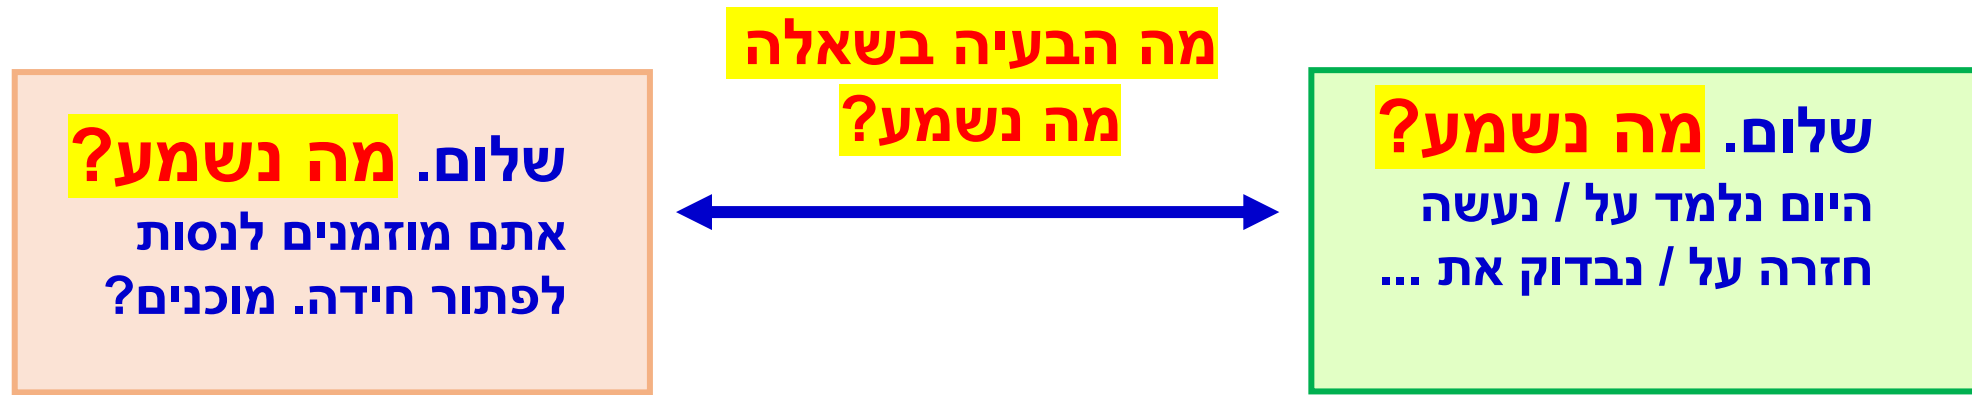 מה הבעיה בשאלה
מה נשמע?
שלום. מה נשמע?
היום נלמד על / נעשה
חזרה על / נבדוק את ...
שלום. מה נשמע?
אתם מוזמנים לנסות
לפתור חידה. מוכנים?